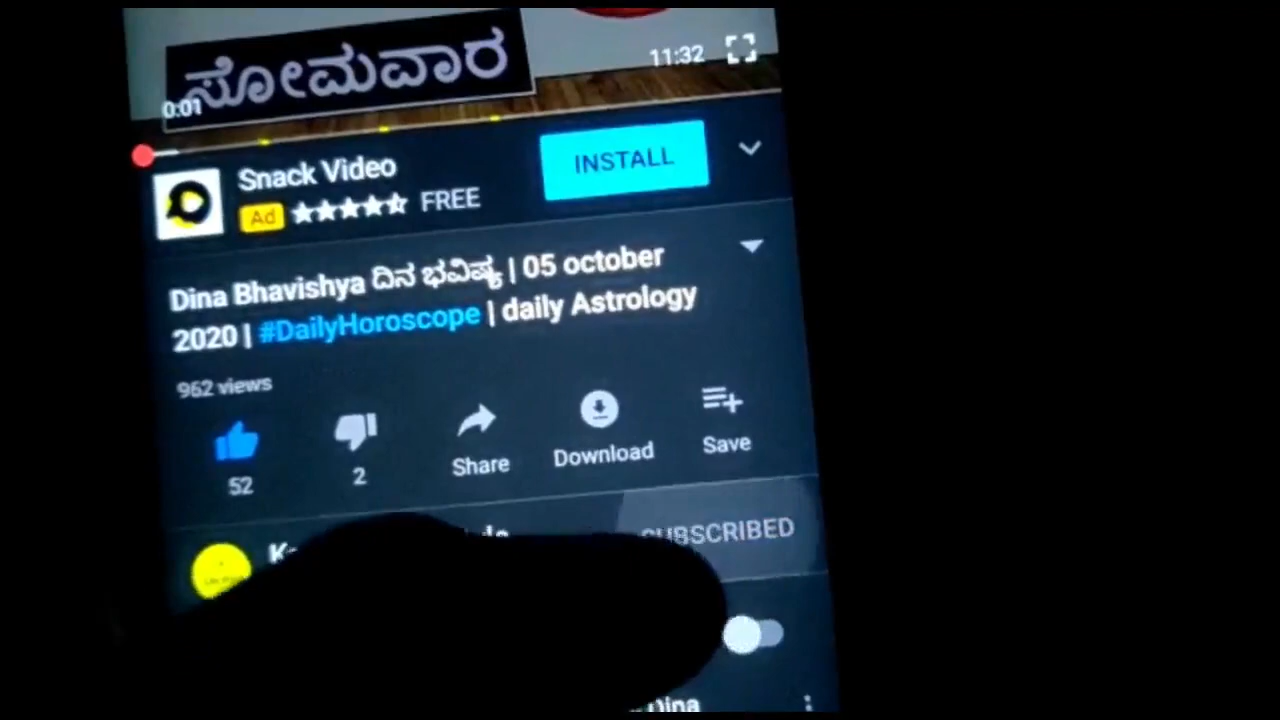 ಸೋಮವಾರ
11:32
0:01
Snack Video
INSTALL
Ad
FREE
Dina Bhavishya ದಿನ ಭವಿಷ್ಯ | 05 october
2020 | #DailyHoroscope | daily Astrology
962 views
52
2
Share
Download
Save
SUBSCRIBED
Dina